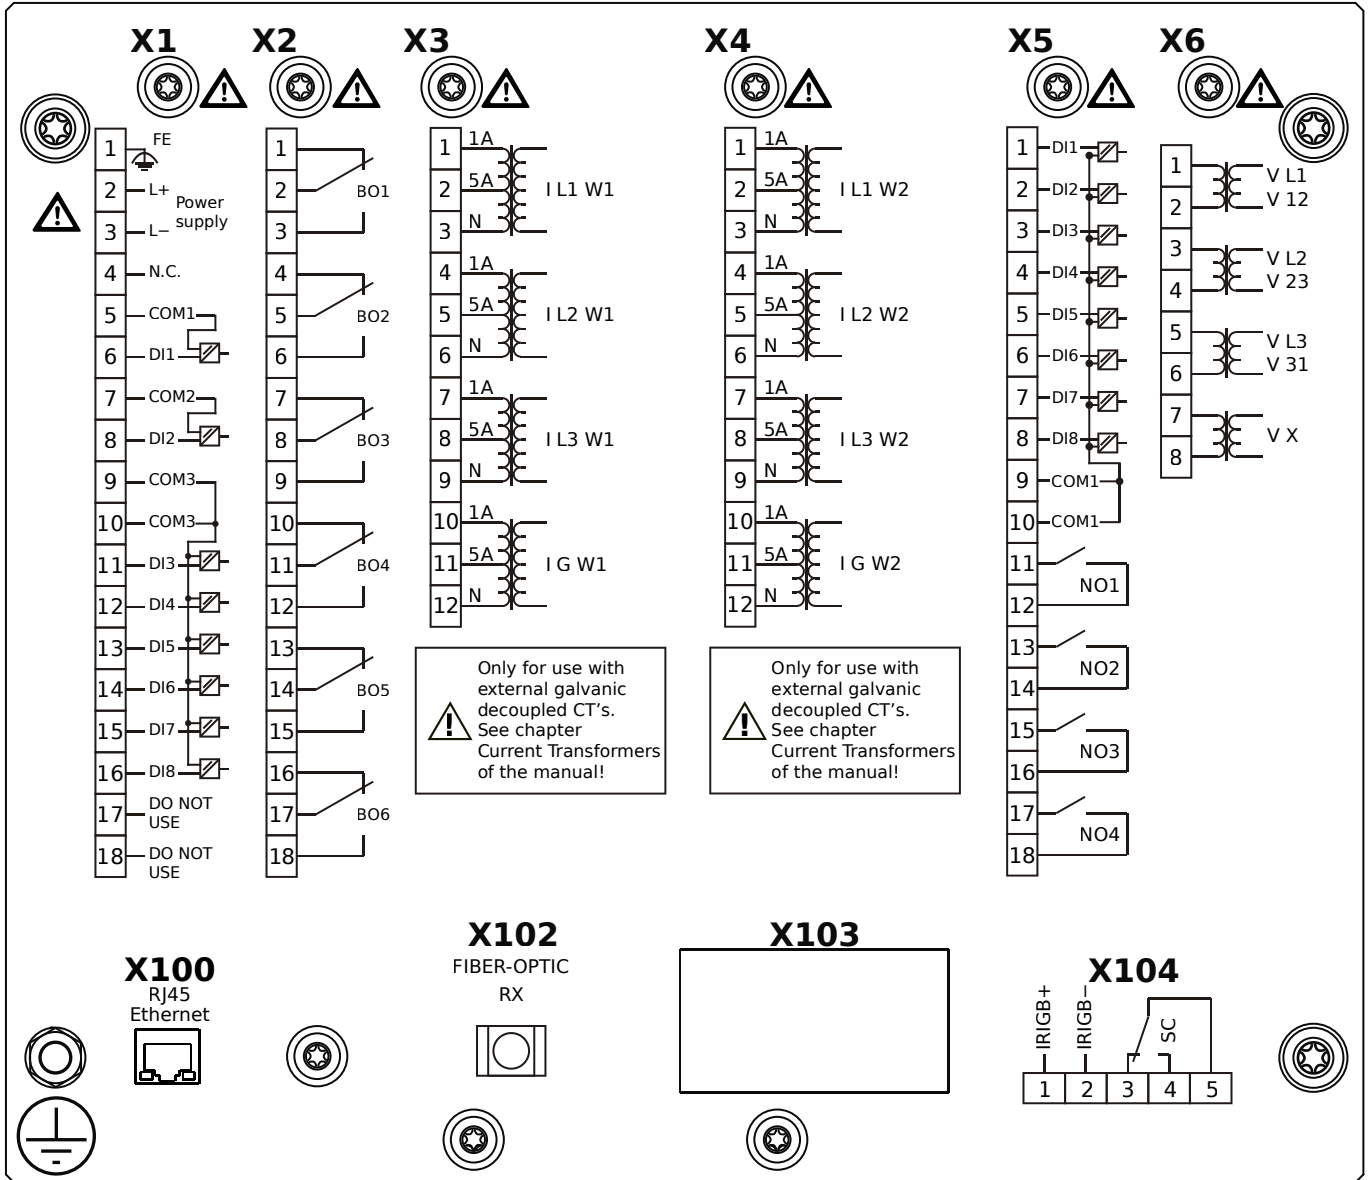 X1
X2
X3
X4
X5
X6
1
FE
2
L+
Power
supply
3
L−
4
N.C.
5
COM1
6
DI1
7
COM2
8
DI2
9
COM3
10
COM3
11
DI3
12
DI4
13
DI5
14
DI6
15
DI7
16
DI8
17
DO NOT
USE
18
DO NOT
USE
1
2
BO1
3
4
5
BO2
6
7
8
BO3
9
10
11
BO4
12
13
14
BO5
15
16
17
BO6
18
1
1A
2
5A
I L1 W1
3
N
4
1A
5
5A
I L2 W1
6
N
7
1A
8
5A
I L3 W1
9
N
10
1A
11
5A
I G W1
12
N
Only for use with
external galvanic
decoupled CT's.
See chapter
Current Transformers
of the manual!
1
1A
2
5A
I L1 W2
3
N
4
1A
5
5A
I L2 W2
6
N
7
1A
8
5A
I L3 W2
9
N
10
1A
11
5A
I G W2
12
N
Only for use with
external galvanic
decoupled CT's.
See chapter
Current Transformers
of the manual!
1
DI1
2
DI2
3
DI3
4
DI4
5
DI5
6
DI6
7
DI7
8
DI8
9
COM1
10
COM1
11
NO1
12
13
NO2
14
15
NO3
16
17
NO4
18
1
V L1
V 12
2
3
V L2
V 23
4
5
V L3
V 31
6
7
V X
8
X100
RJ45
Ethernet
X102
FIBER-OPTIC
RX
X103
X104
IRIGB+
IRIGB−
SC
1
2
3
4
5